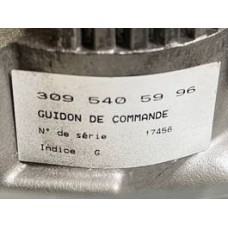 309 540 59 96
GUIDON DE COMMANDE
N° de série 17456
Indice : G